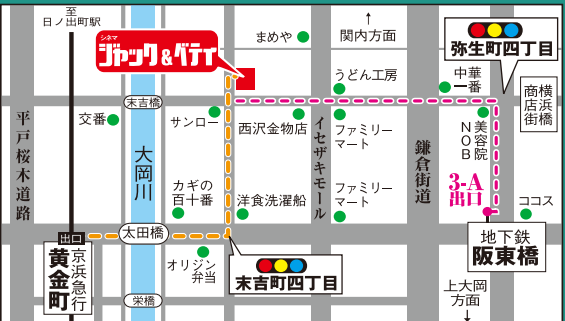 至
日ノ出町駅
シネマ
ジャック&ベティ
まめや
↑
関内方面
弥生町四丁目
うどん工房
中華
一番
横浜橋
商店街
末吉橋
交番
サンロー
西沢金物店
イセザキモール
ファミリー
マート
鎌倉街道
美容院
NOB
平戸桜木道路
大岡川
カギの
百十番
洋食洗濯船
ファミリー
マート
3-A
出口
ココス
太田橋
出口
京浜急行
黄金町
オリジン
弁当
末吉町四丁目
地下鉄
阪東橋
栄橋
上大岡
方面
↓